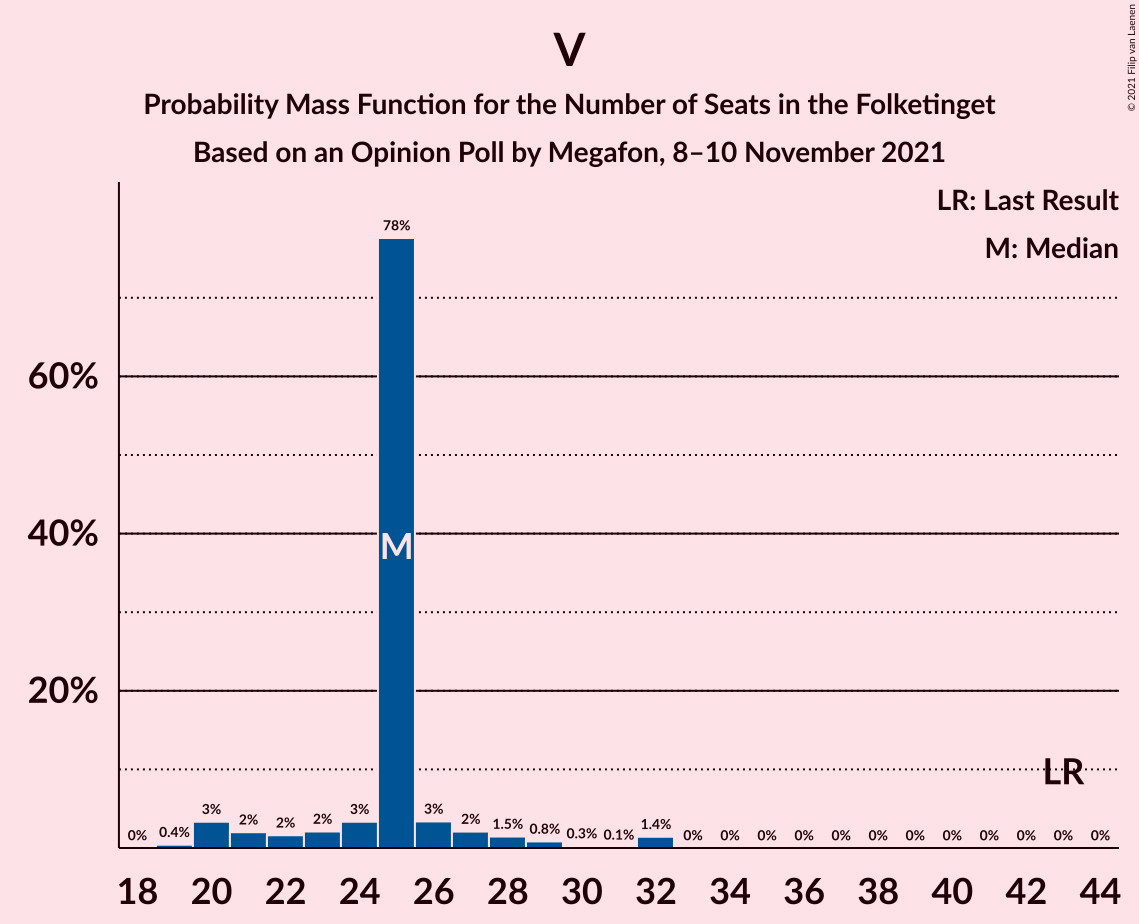 V
Probability Mass Function for the Number of Seats in the Folketinget
Based on an Opinion Poll by Megafon, 8–10 November 2021
© 2021 Filip van Laenen
LR: Last Result
M: Median
60%
40%
20%
0% 0.4% 3% 2% 2% 2% 3% 78% 3% 2% 1.5% 0.8% 0.3% 0.1% 1.4% 0% 0% 0% 0% 0% 0% 0% 0% 0% 0% 0% 0%
M
LR
18 20 22 24 26 28 30 32 34 36 38 40 42 44